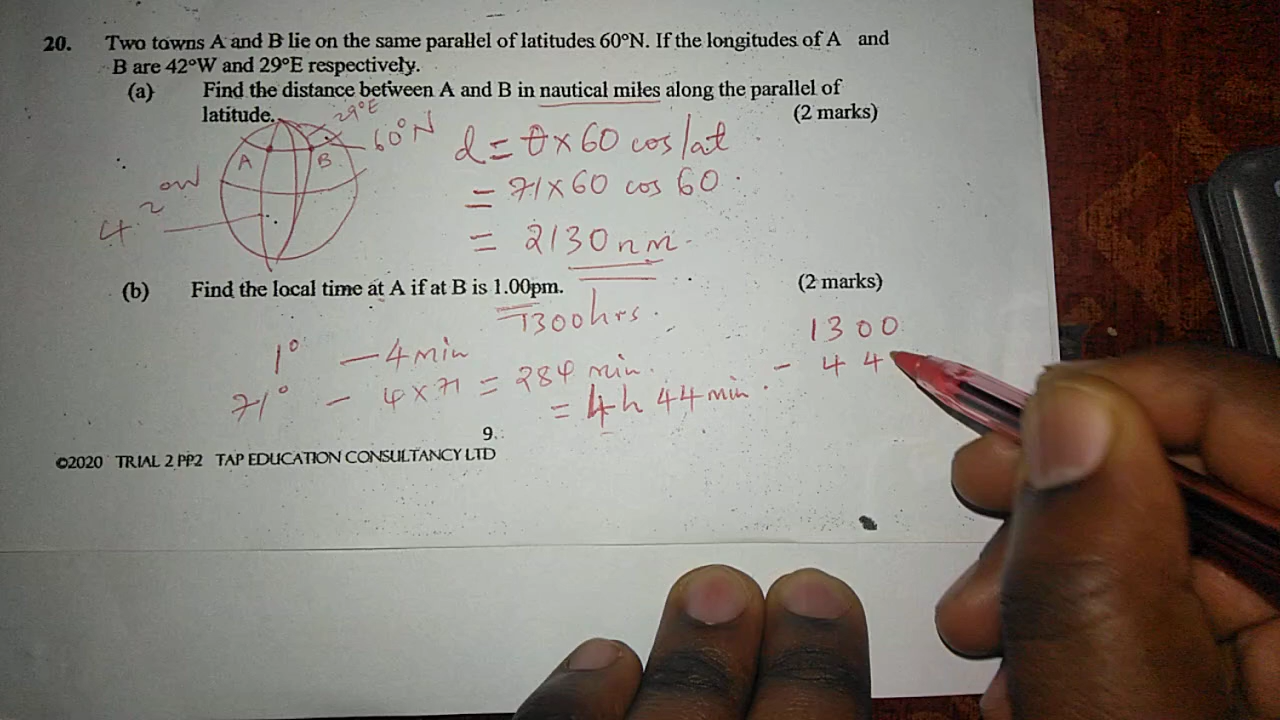 20. Two towns A and B lie on the same parallel of latitudes 60°N. If the longitudes of A and
B are 42°W and 29°E respectively.
(a) Find the distance between A and B in nautical miles along the parallel of
latitude. (2 marks)
29°E
60°N
A B
42°W
d = θ × 60 cos lat
= 71 × 60 cos 60
= 2130 nm
(b) Find the local time at A if at B is 1.00pm. (2 marks)
1300hrs.
1° — 4 min
71° — 4 × 71 = 284 min.
= 4h 44 min.
1300
- 44
9.
©2020 TRIAL 2 PP2 TAP EDUCATION CONSULTANCY LTD